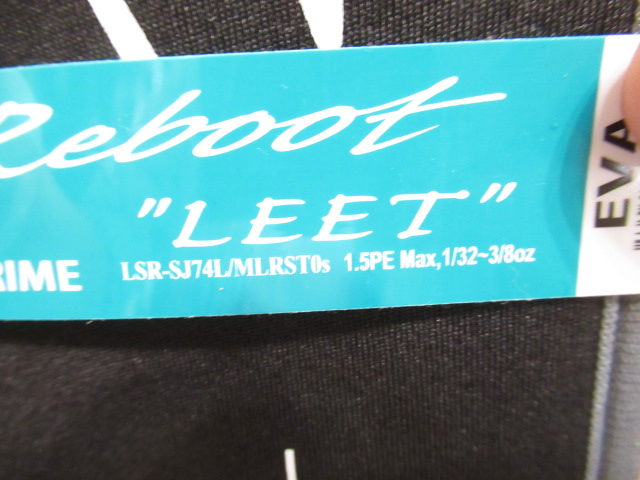 Reboot
"LEET"
RIME LSR-SJ74L/MLRST0s 1.5PE Max,1/32~3/8oz
EVA